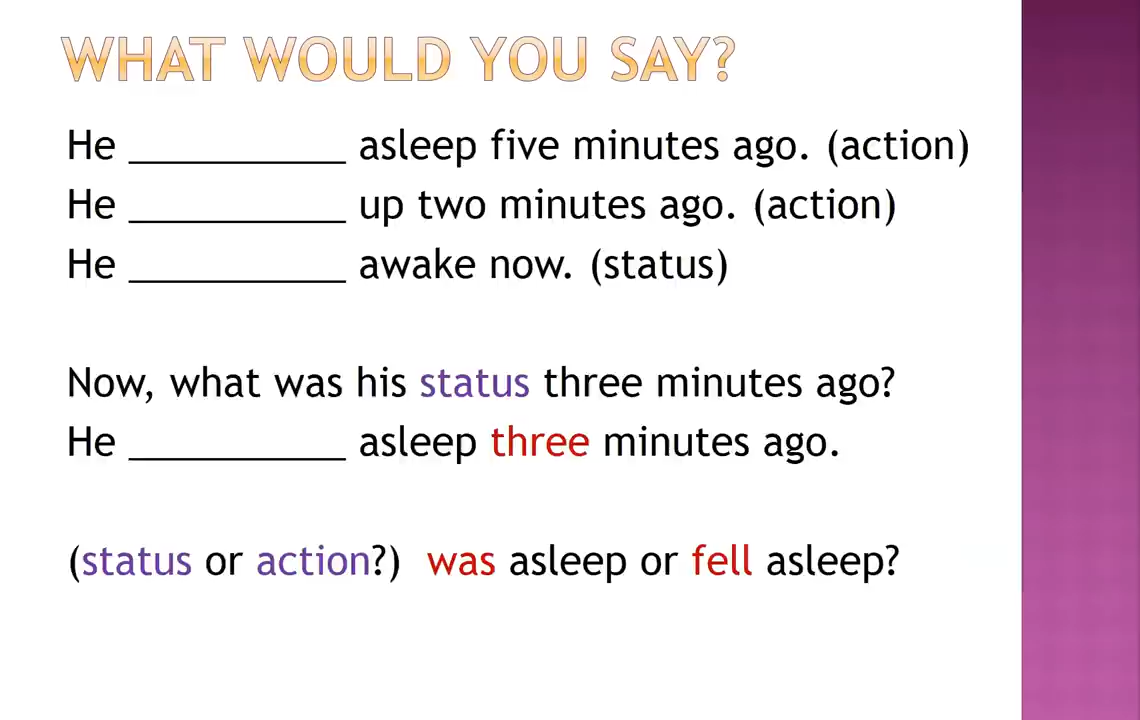 WHAT WOULD YOU SAY?
He __________ asleep five minutes ago. (action)
He __________ up two minutes ago. (action)
He __________ awake now. (status)
Now, what was his status three minutes ago?
He __________ asleep three minutes ago.
(status or action?) was asleep or fell asleep?